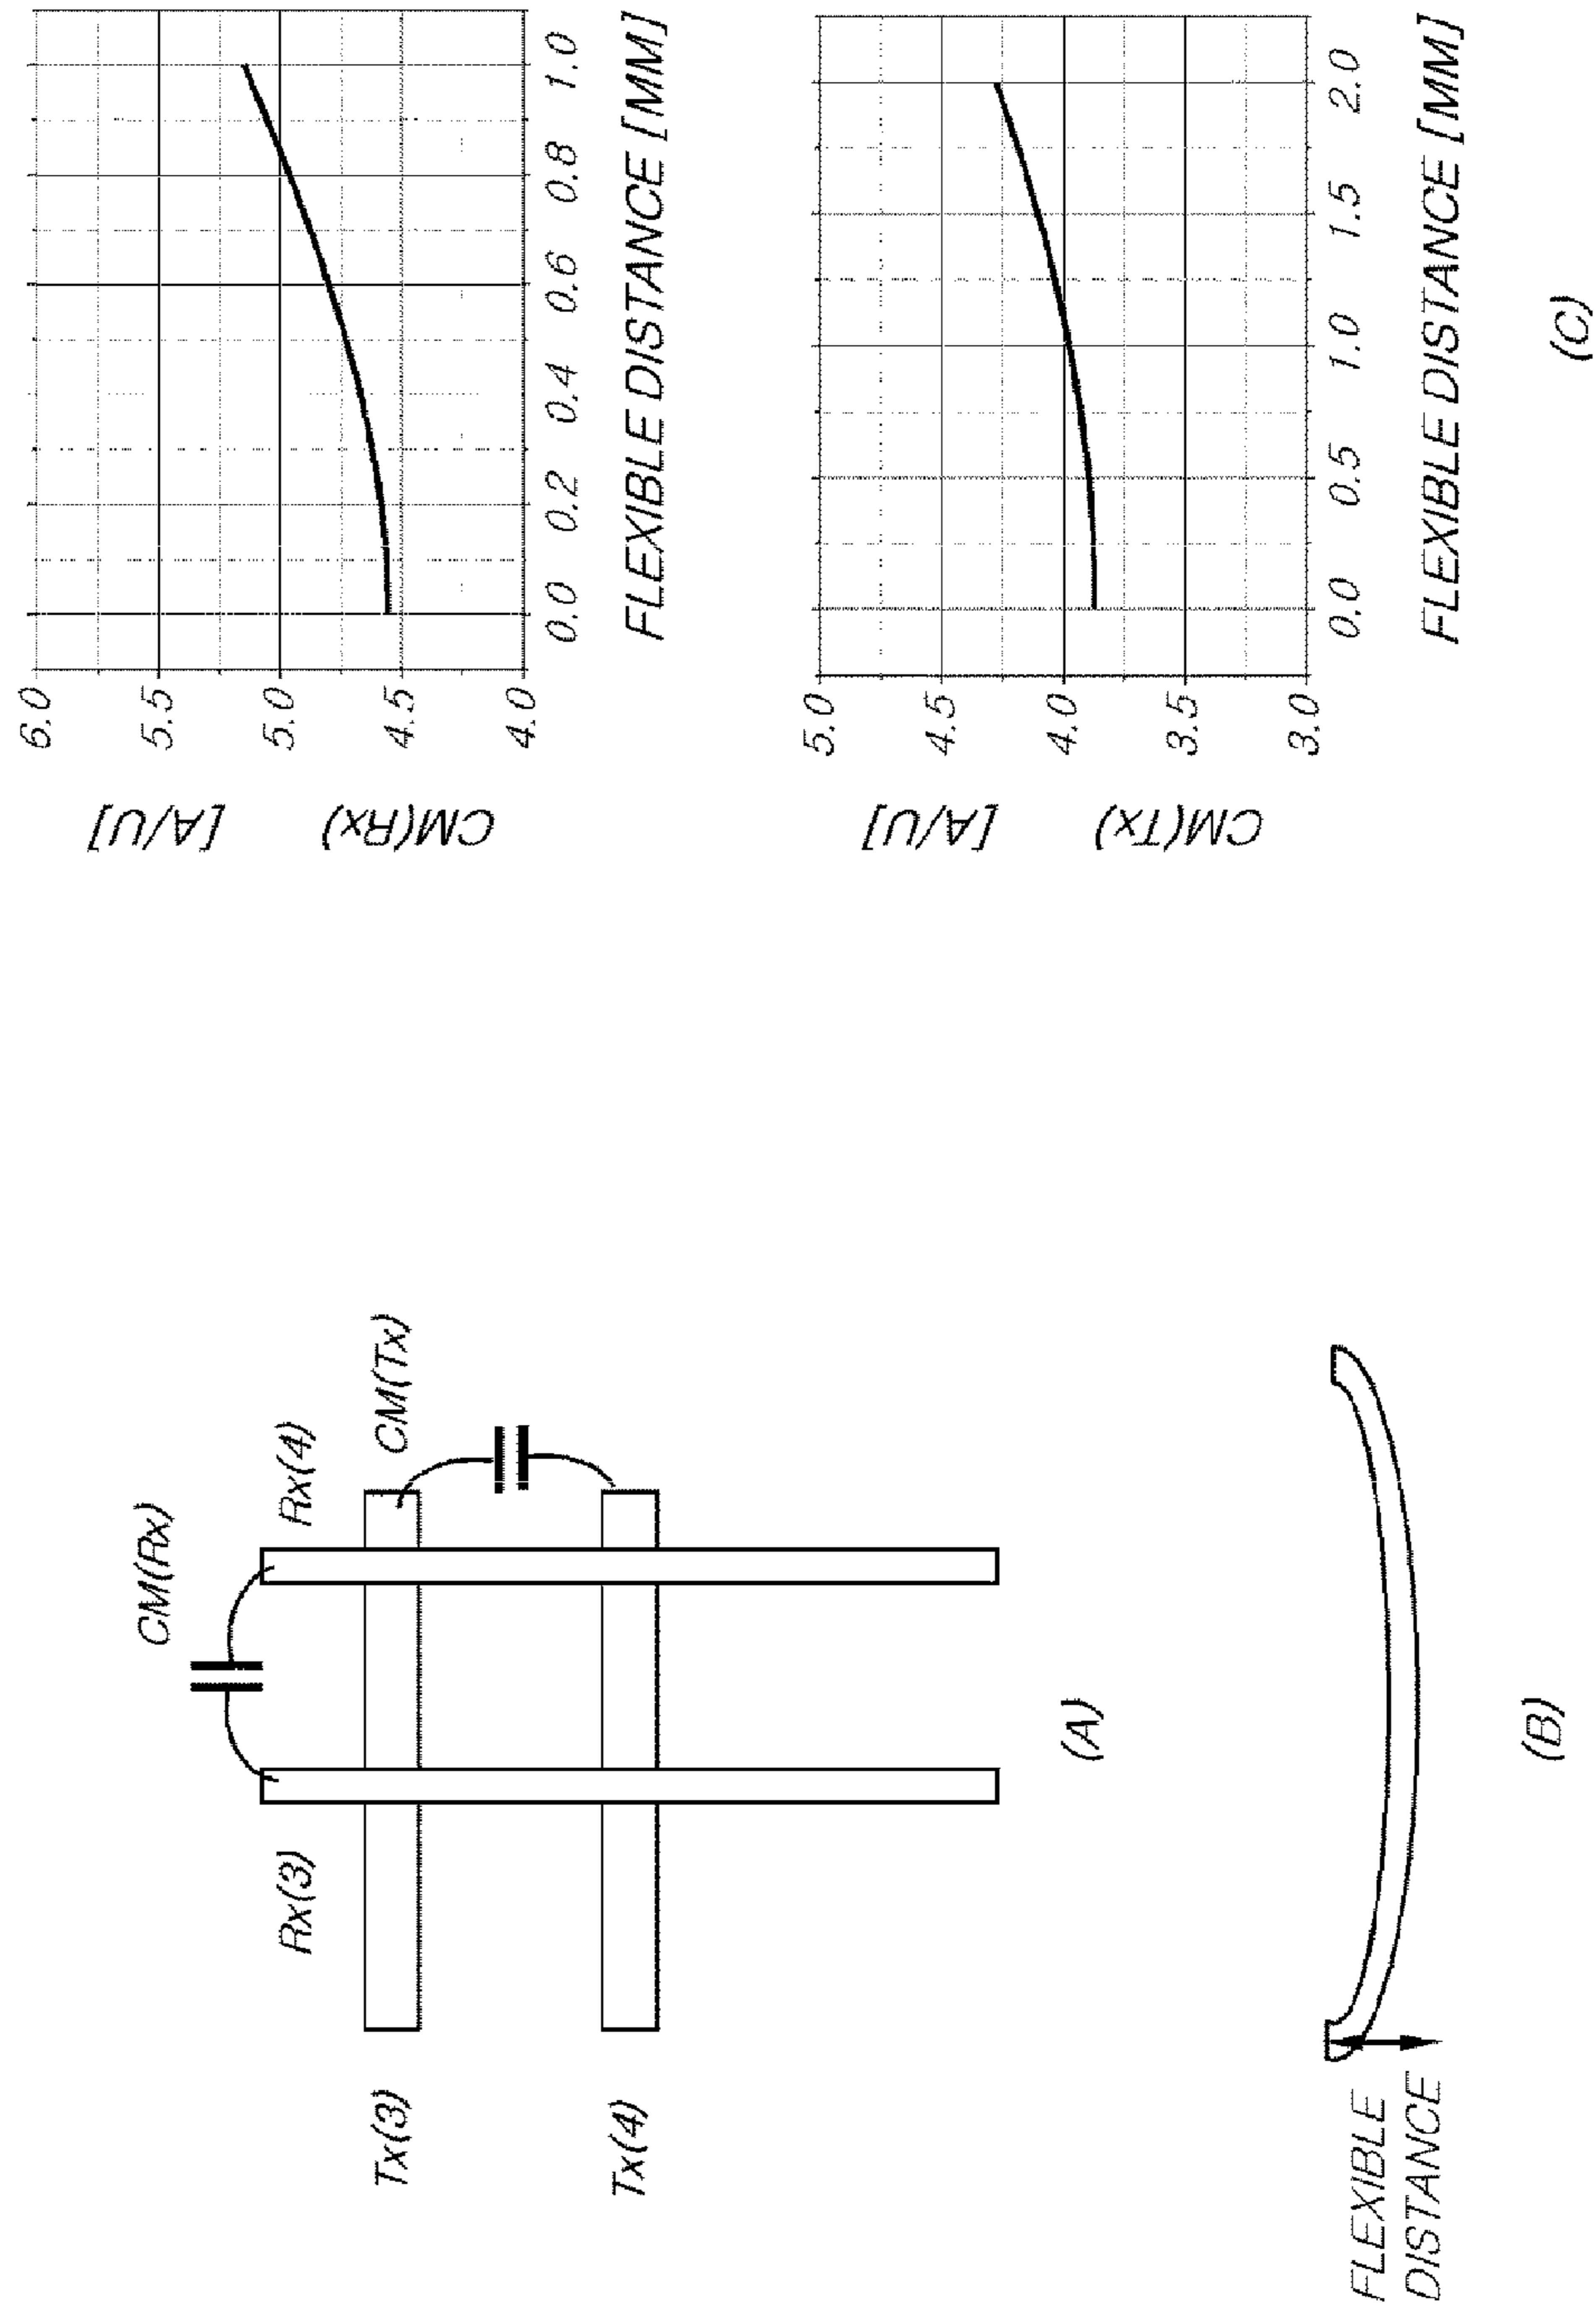 CM(Rx)
Rx(3)
Rx(4)
Tx(3)
CM(Tx)
Tx(4)
(A)
FLEXIBLE
DISTANCE
(B)
CM(Rx) [A/U]
6.0
5.5
5.0
4.5
4.0
0.0 0.2 0.4 0.6 0.8 1.0
FLEXIBLE DISTANCE [MM]
CM(Tx) [A/U]
5.0
4.5
4.0
3.5
3.0
0.0 0.5 1.0 1.5 2.0
FLEXIBLE DISTANCE [MM]
(C)